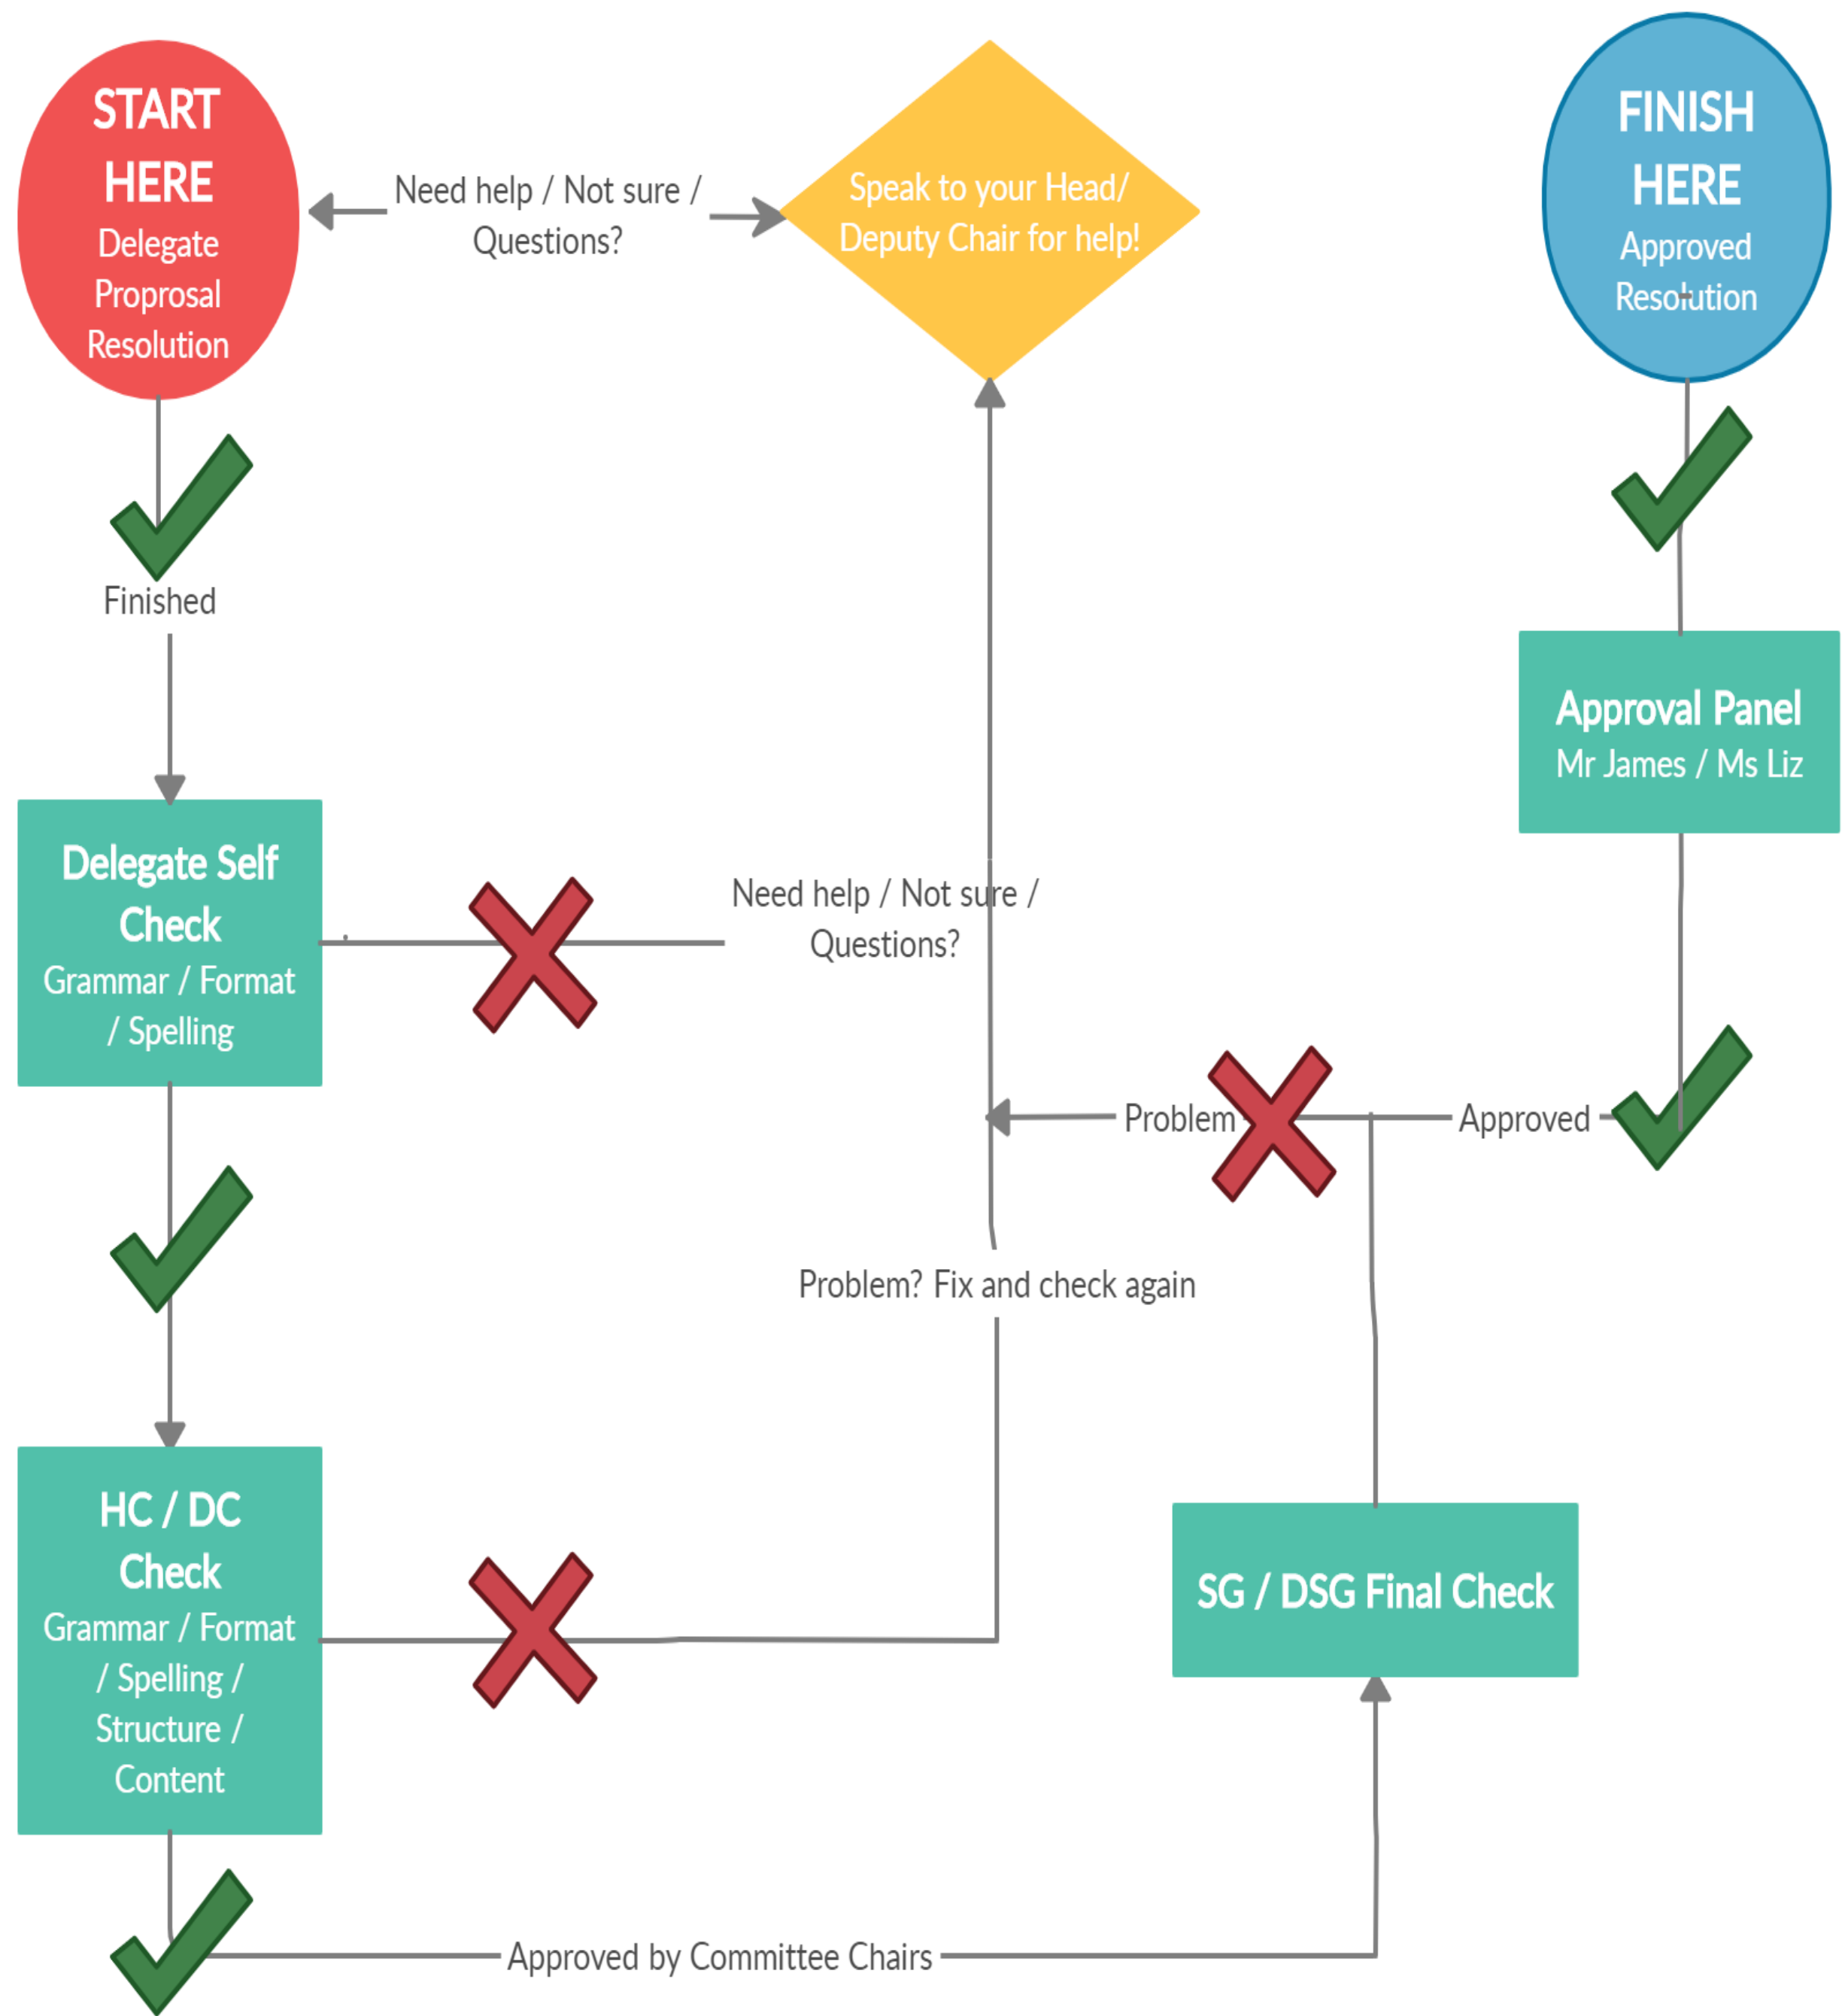 START
HERE
Delegate
Proprosal
Resolution
Need help / Not sure /
Questions?
Speak to your Head/
Deputy Chair for help!
FINISH
HERE
Approved
Resolution
Finished
Approval Panel
Mr James / Ms Liz
Delegate Self
Check
Grammar / Format
/ Spelling
Need help / Not sure /
Questions?
Problem
Approved
Problem? Fix and check again
HC / DC
Check
Grammar / Format
/ Spelling /
Structure /
Content
SG / DSG Final Check
Approved by Committee Chairs